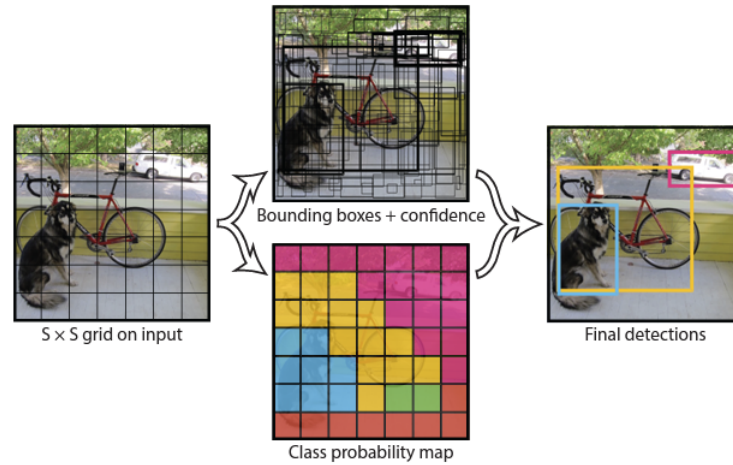 S × S grid on input
Bounding boxes + confidence
Class probability map
Final detections